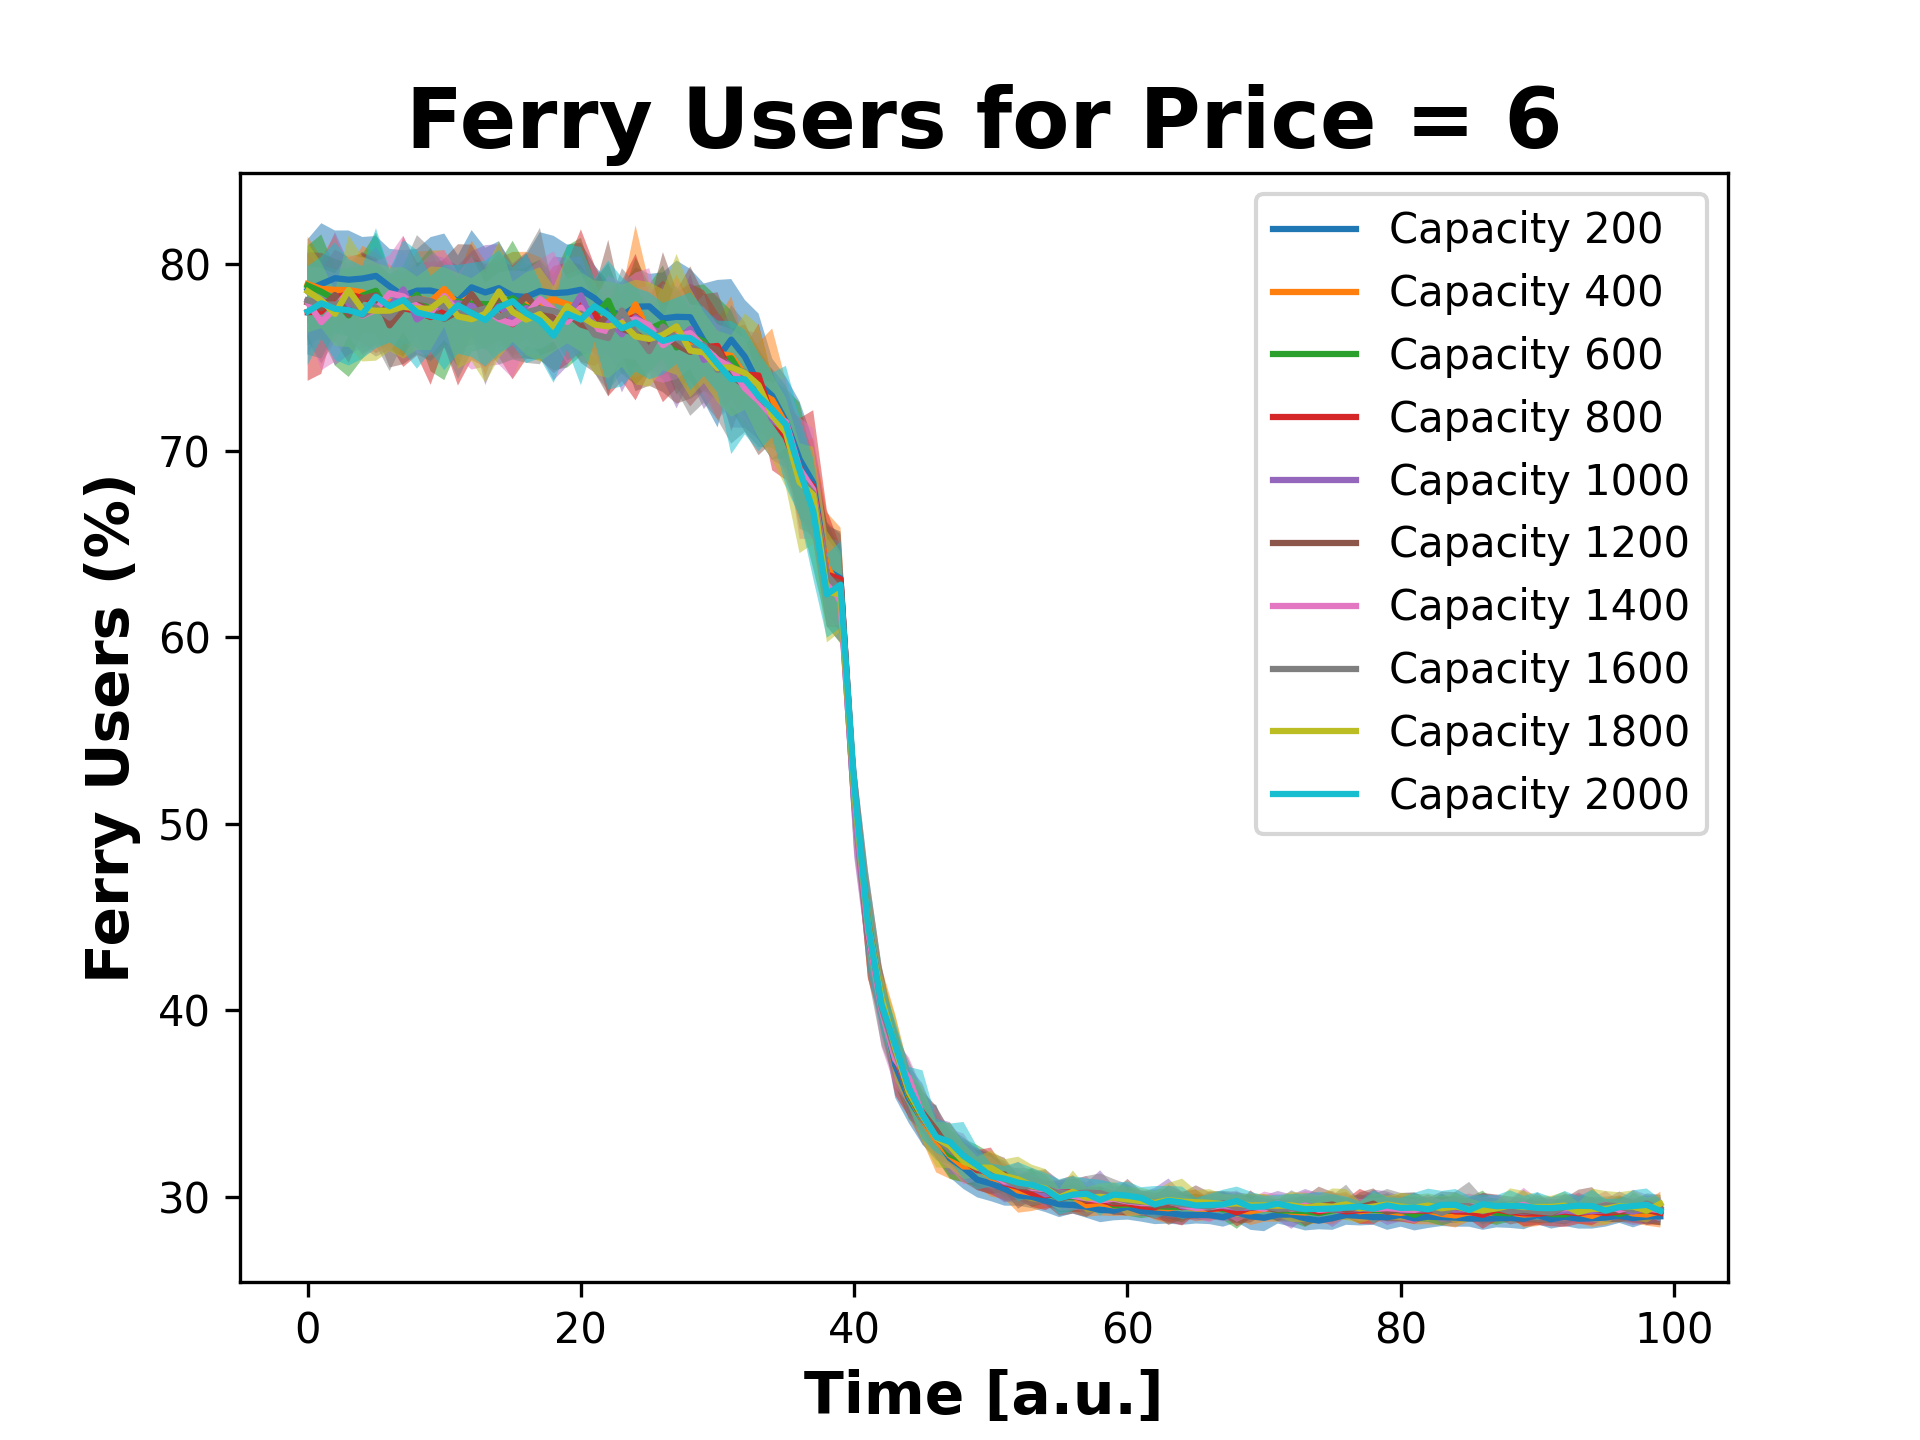 Ferry Users for Price = 6
Ferry Users (%)
80
70
60
50
40
30
Capacity 200
Capacity 400
Capacity 600
Capacity 800
Capacity 1000
Capacity 1200
Capacity 1400
Capacity 1600
Capacity 1800
Capacity 2000
0 20 40 60 80 100
Time [a.u.]